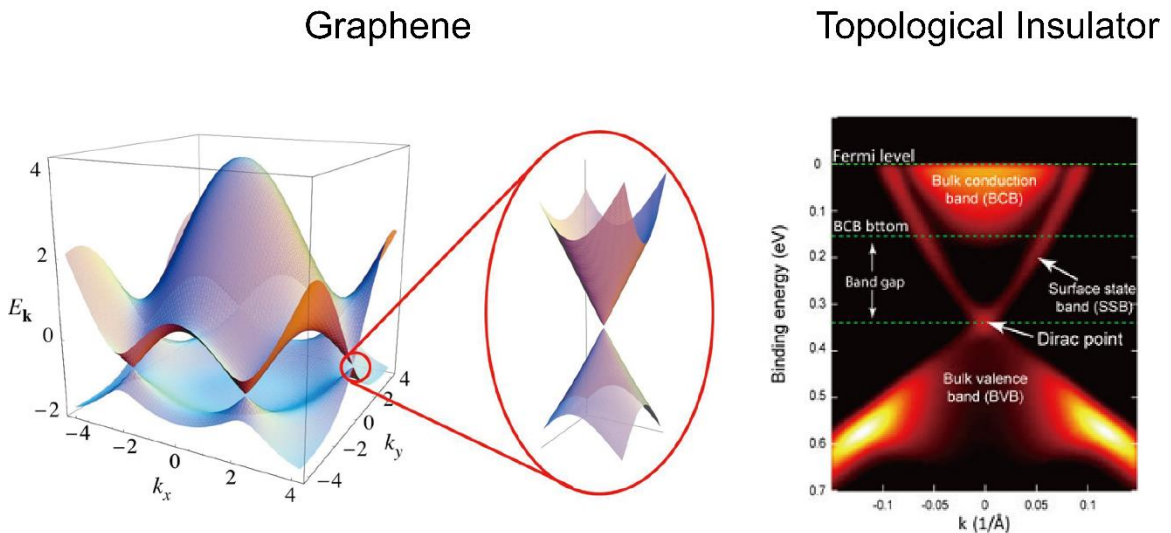 Graphene
Topological Insulator
4
2
E𝐤
0
−2
−4
−2
0
2
4
kₓ
4
2
0
−2
−4
k_y
Fermi level
Bulk conduction
band (BCB)
BCB bttom
Band gap
Surface state
band (SSB)
Dirac point
Bulk valence
band (BVB)
Binding energy (eV)
0
0.1
0.2
0.3
0.4
0.5
0.6
0.7
-0.1
-0.05
0
0.05
0.1
k (1/Å)